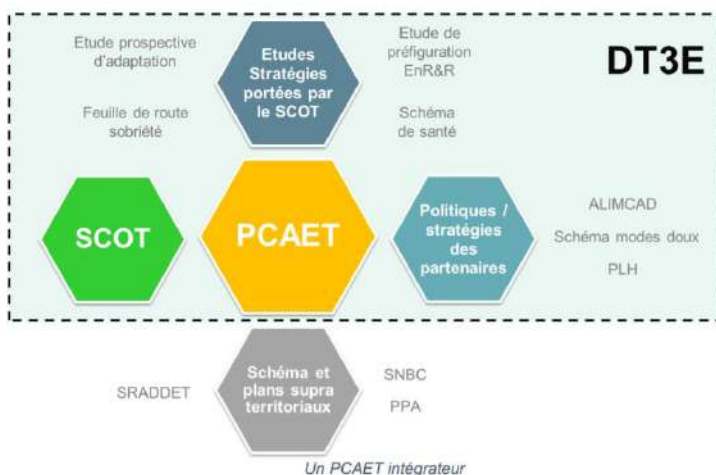 Etude prospective
d'adaptation
Feuille de route
sobriété
Etudes
Stratégies
portées par
le SCOT
Etude de
préfiguration
EnR&R
Schéma
de santé
DT3E
SCOT
PCAET
Politiques /
stratégies
des
partenaires
ALIMCAD
Schéma modes doux
PLH
SRADDET
Schéma et
plans supra
territoriaux
SNBC
PPA
Un PCAET intégrateur